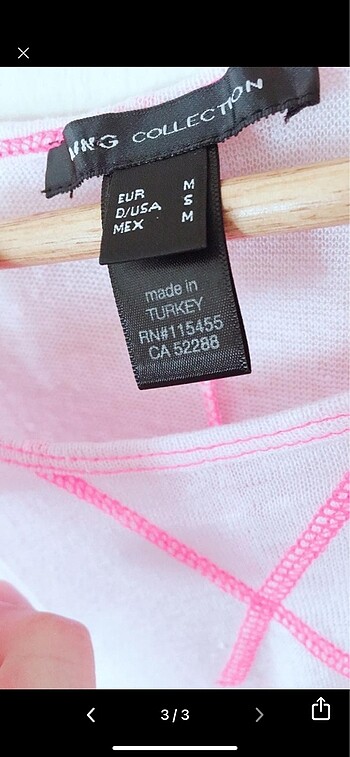 COLLECTION
EUR M
D/USA S
MEX M
made in
TURKEY
RN#115455
CA 52288
3/3